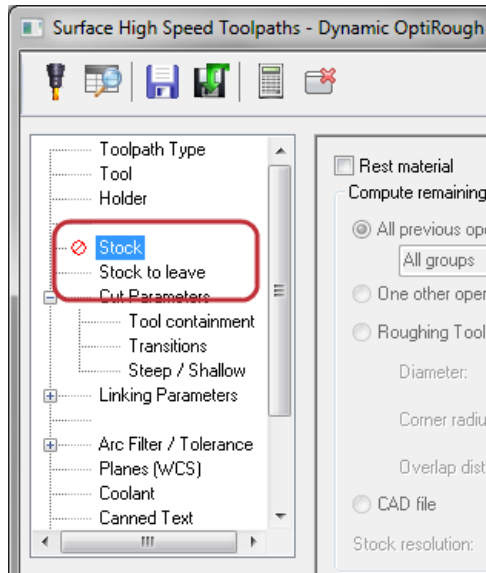 Surface High Speed Toolpaths - Dynamic OptiRough
Toolpath Type
Tool
Holder
Stock
Stock to leave
Cut Parameters
Tool containment
Transitions
Steep / Shallow
Linking Parameters
Arc Filter / Tolerance
Planes (WCS)
Coolant
Canned Text
Rest material
Compute remaining
All previous ope
All groups
One other oper
Roughing Tool
Diameter:
Corner radiu
Overlap dist
CAD file
Stock resolution: